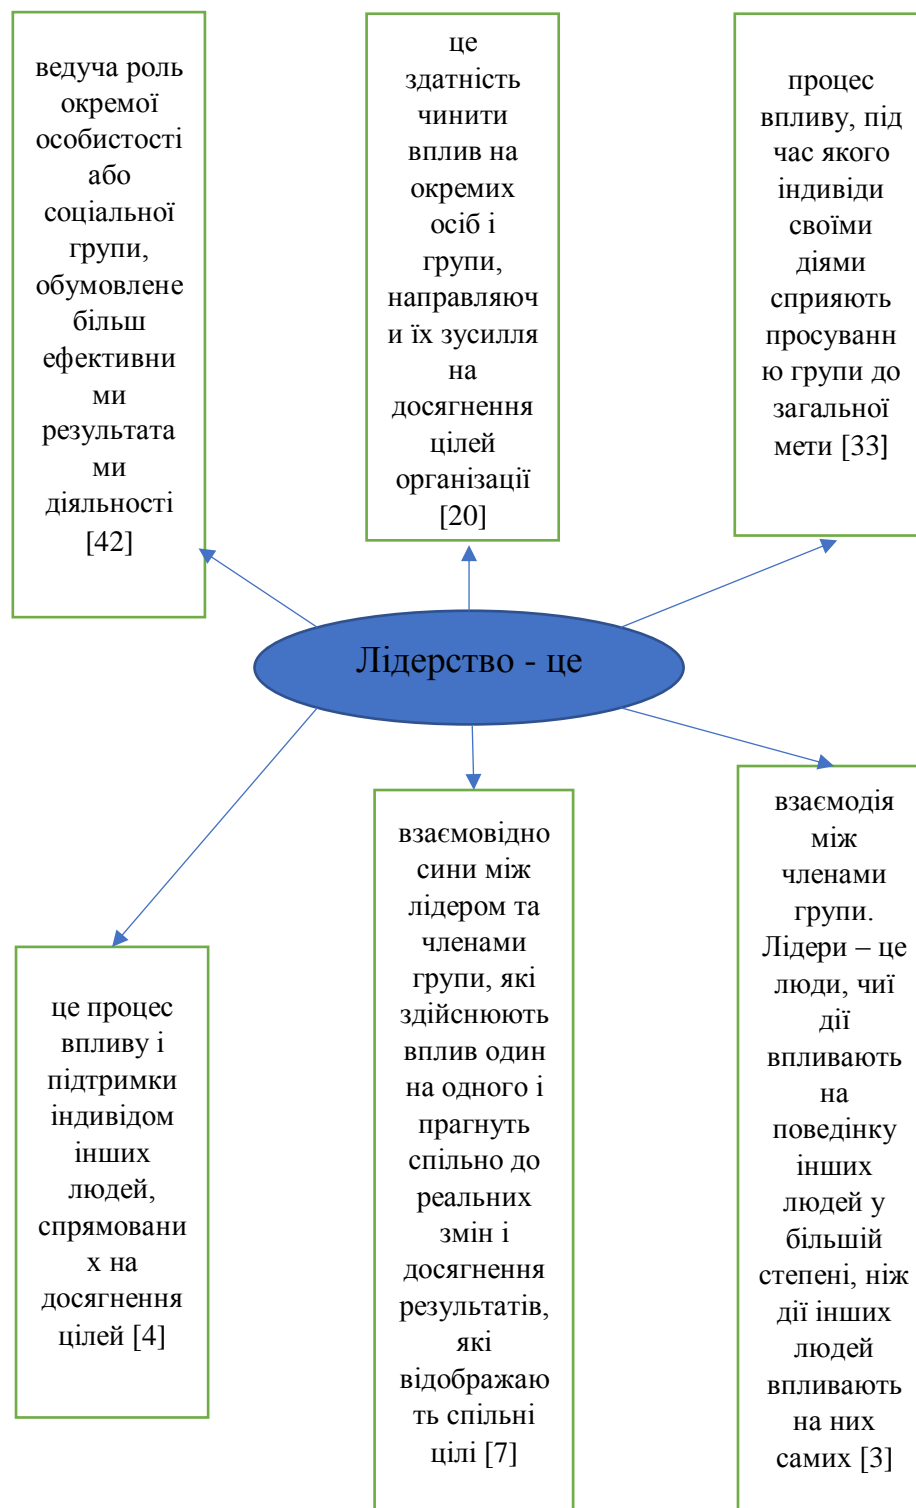 ведуча роль
окремої
особистості
або
соціальної
групи,
обумовлене
більш
ефективни
ми
результата
ми
діяльності
[42]
це
здатність
чинити
вплив на
окремих
осіб і
групи,
направляюч
и їх зусилля
на
досягнення
цілей
організації
[20]
процес
впливу, під
час якого
індивіди
своїми
діями
сприяють
просуванн
ю групи до
загальної
мети [33]
Лідерство - це
це процес
впливу і
підтримки
індивідом
інших
людей,
спрямовани
х на
досягнення
цілей [4]
взаємовідно
сини між
лідером та
членами
групи, які
здійснюють
вплив один
на одного і
прагнуть
спільно до
реальних
змін і
досягнення
результатів,
які
відображаю
ть спільні
цілі [7]
взаємодія
між
членами
групи.
Лідери – це
люди, чиї
дії
впливають
на
поведінку
інших
людей у
більшій
степені, ніж
дії інших
людей
впливають
на них
самих [3]